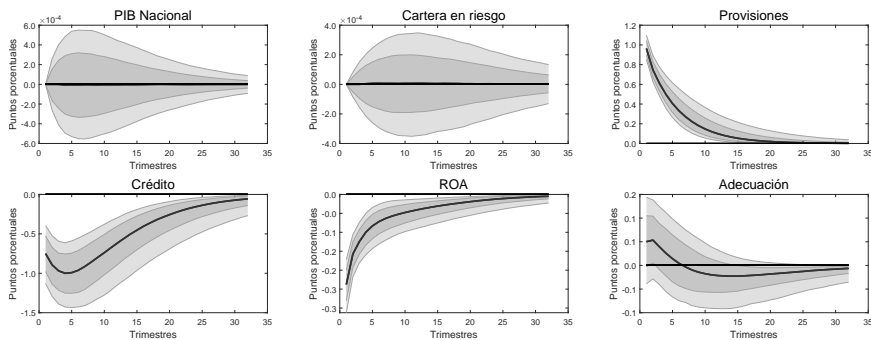 PIB Nacional
×10⁻⁴
Puntos porcentuales
6.0
4.0
2.0
0.0
-2.0
-4.0
-6.0
0 5 10 15 20 25 30 35
Trimestres
Cartera en riesgo
×10⁻⁴
Puntos porcentuales
4.0
2.0
0.0
-2.0
-4.0
0 5 10 15 20 25 30 35
Trimestres
Provisiones
Puntos porcentuales
1.2
1.0
0.8
0.6
0.4
0.2
0.0
0 5 10 15 20 25 30 35
Trimestres
Crédito
Puntos porcentuales
0.0
-0.5
-1.0
-1.5
0 5 10 15 20 25 30 35
Trimestres
ROA
Puntos porcentuales
0.0
-0.1
-0.2
-0.2
-0.3
0 5 10 15 20 25 30 35
Trimestres
Adecuación
Puntos porcentuales
0.2
0.1
0.1
0.0
-0.1
-0.1
0 5 10 15 20 25 30 35
Trimestres